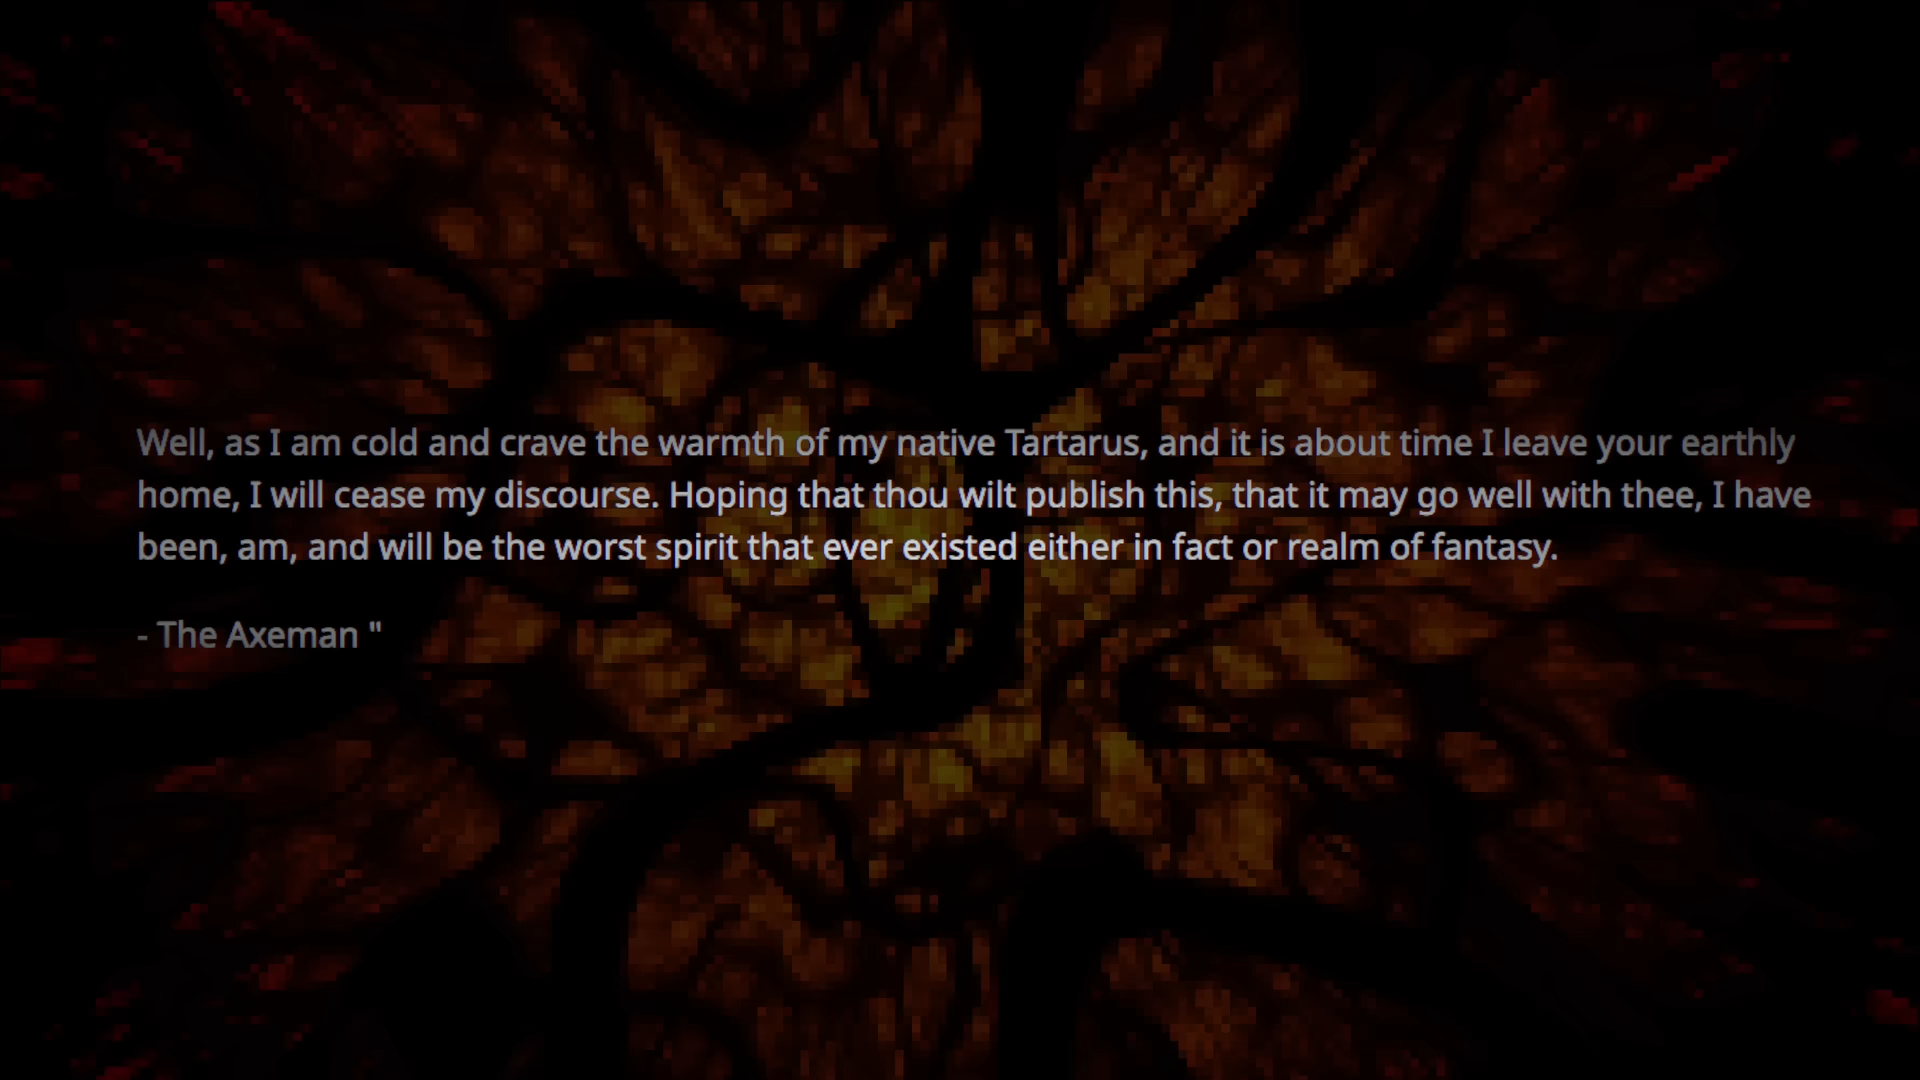 Well, as I am cold and crave the warmth of my native Tartarus, and it is about time I leave your earthly
home, I will cease my discourse. Hoping that thou wilt publish this, that it may go well with thee, I have
been, am, and will be the worst spirit that ever existed either in fact or realm of fantasy.
- The Axeman "